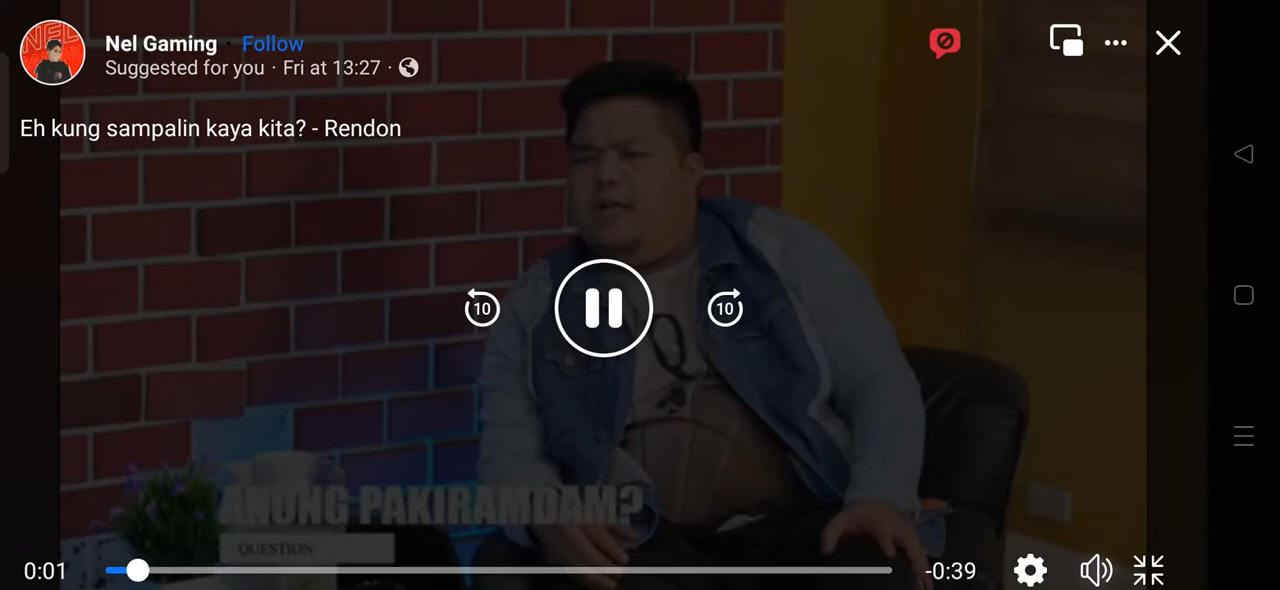 NEL
Nel Gaming · Follow
Suggested for you · Fri at 13:27 ·
Eh kung sampalin kaya kita? - Rendon
10
10
ANUNG PAKIRAMDAM?
QUESTION
0:01
-0:39